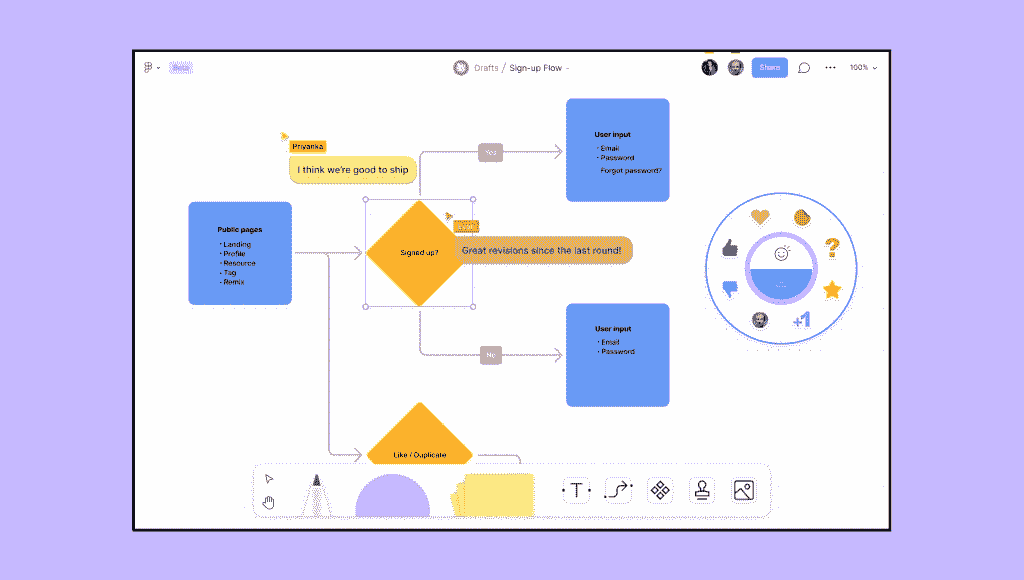 Beta
Drafts / Sign-up Flow
Share
100%
Priyanka
I think we're good to ship
Yes
User input
· Email
· Password
Forgot password?
Public pages
· Landing
· Profile
· Resource
· Tag
· Remix
Signed up?
Great revisions since the last round!
No
User input
· Email
· Password
+1
Like / Duplicate
T